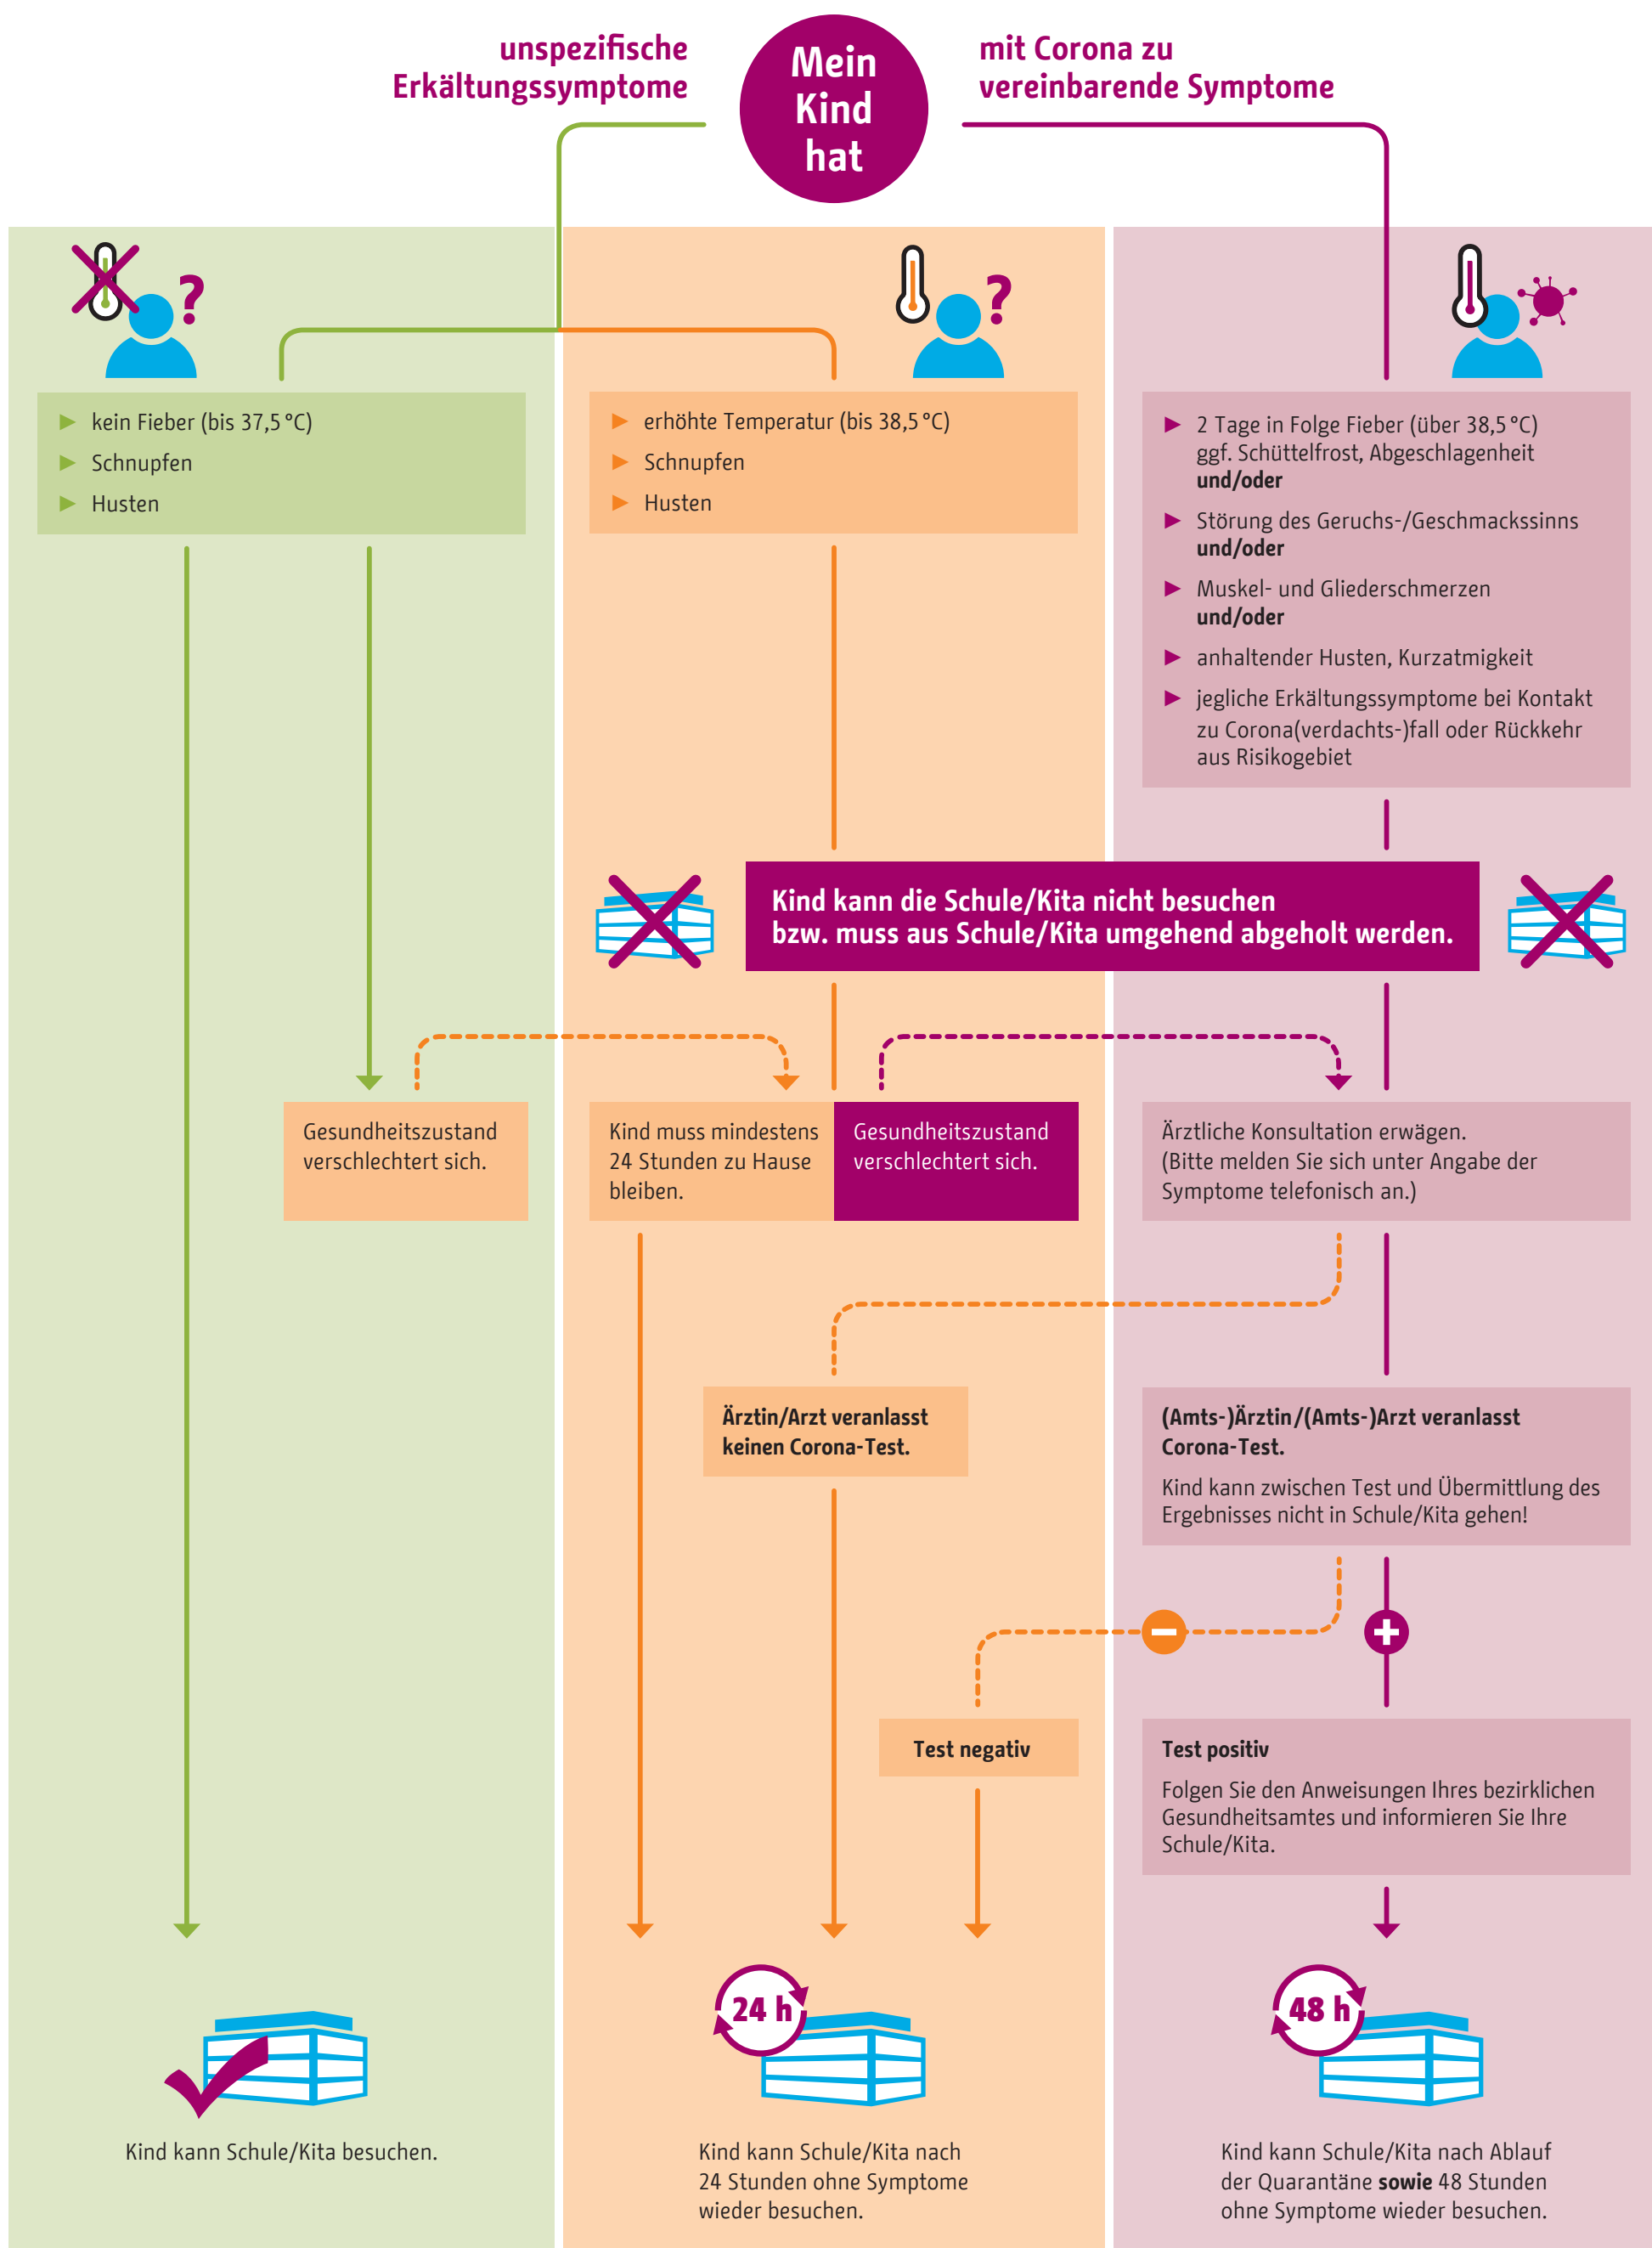 unspezifische
Erkältungssymptome
Mein
Kind
hat
mit Corona zu
vereinbarende Symptome
?
► kein Fieber (bis 37,5 °C)
► Schnupfen
► Husten
?
► erhöhte Temperatur (bis 38,5 °C)
► Schnupfen
► Husten
► 2 Tage in Folge Fieber (über 38,5 °C)
ggf. Schüttelfrost, Abgeschlagenheit
und/oder
► Störung des Geruchs-/Geschmackssinns
und/oder
► Muskel- und Gliederschmerzen
und/oder
► anhaltender Husten, Kurzatmigkeit
► jegliche Erkältungssymptome bei Kontakt
zu Corona(verdachts-)fall oder Rückkehr
aus Risikogebiet
Kind kann die Schule/Kita nicht besuchen
bzw. muss aus Schule/Kita umgehend abgeholt werden.
Gesundheitszustand
verschlechtert sich.
Kind muss mindestens
24 Stunden zu Hause
bleiben.
Gesundheitszustand
verschlechtert sich.
Ärztliche Konsultation erwägen.
(Bitte melden Sie sich unter Angabe der
Symptome telefonisch an.)
Ärztin/Arzt veranlasst
keinen Corona-Test.
(Amts-)Ärztin/(Amts-)Arzt veranlasst
Corona-Test.
Kind kann zwischen Test und Übermittlung des
Ergebnisses nicht in Schule/Kita gehen!
−
+
Test negativ
Test positiv
Folgen Sie den Anweisungen Ihres bezirklichen
Gesundheitsamtes und informieren Sie Ihre
Schule/Kita.
Kind kann Schule/Kita besuchen.
24 h
Kind kann Schule/Kita nach
24 Stunden ohne Symptome
wieder besuchen.
48 h
Kind kann Schule/Kita nach Ablauf
der Quarantäne sowie 48 Stunden
ohne Symptome wieder besuchen.